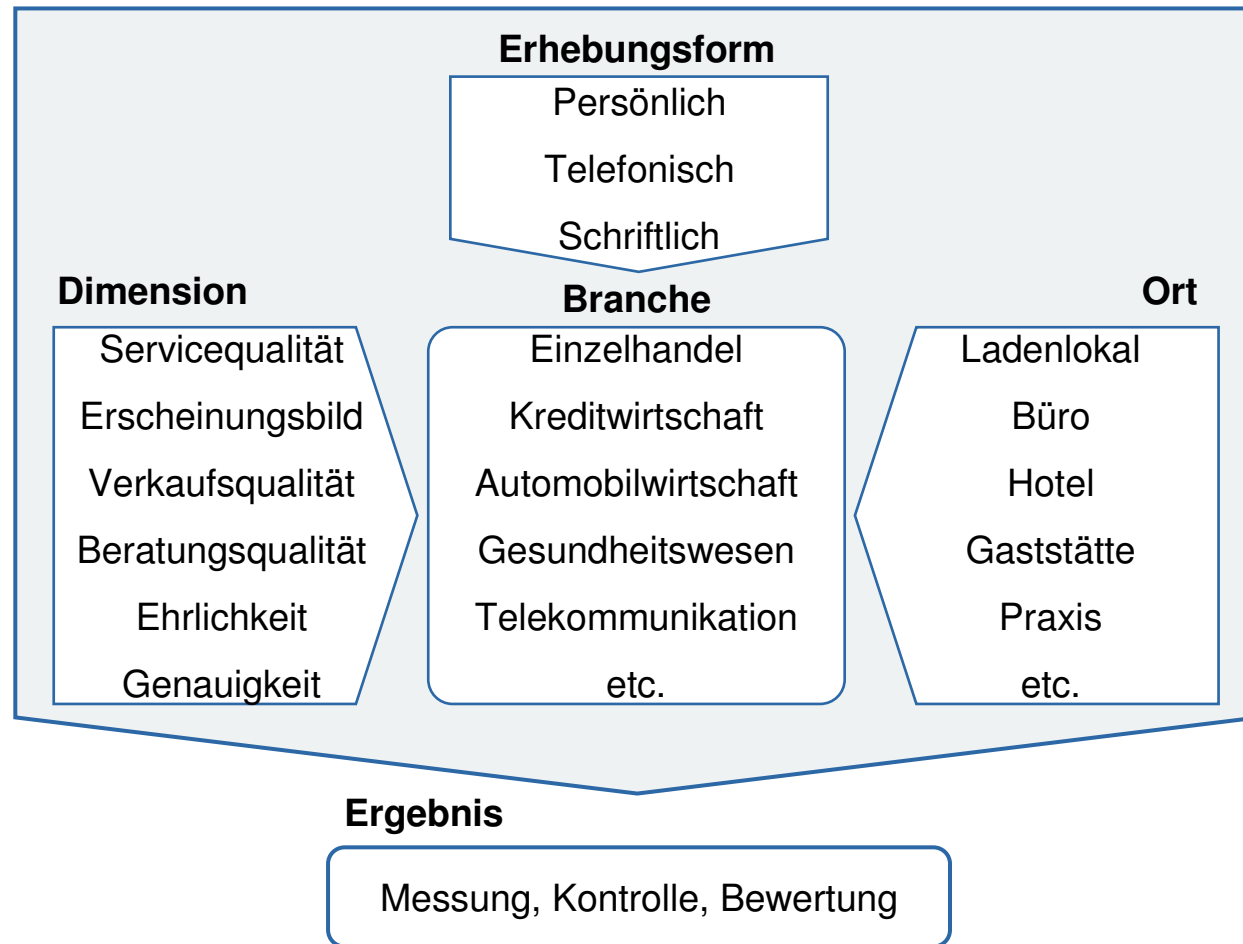 Erhebungsform
Persönlich
Telefonisch
Schriftlich
Dimension
Servicequalität
Erscheinungsbild
Verkaufsqualität
Beratungsqualität
Ehrlichkeit
Genauigkeit
Branche
Einzelhandel
Kreditwirtschaft
Automobilwirtschaft
Gesundheitswesen
Telekommunikation
etc.
Ort
Ladenlokal
Büro
Hotel
Gaststätte
Praxis
etc.
Ergebnis
Messung, Kontrolle, Bewertung